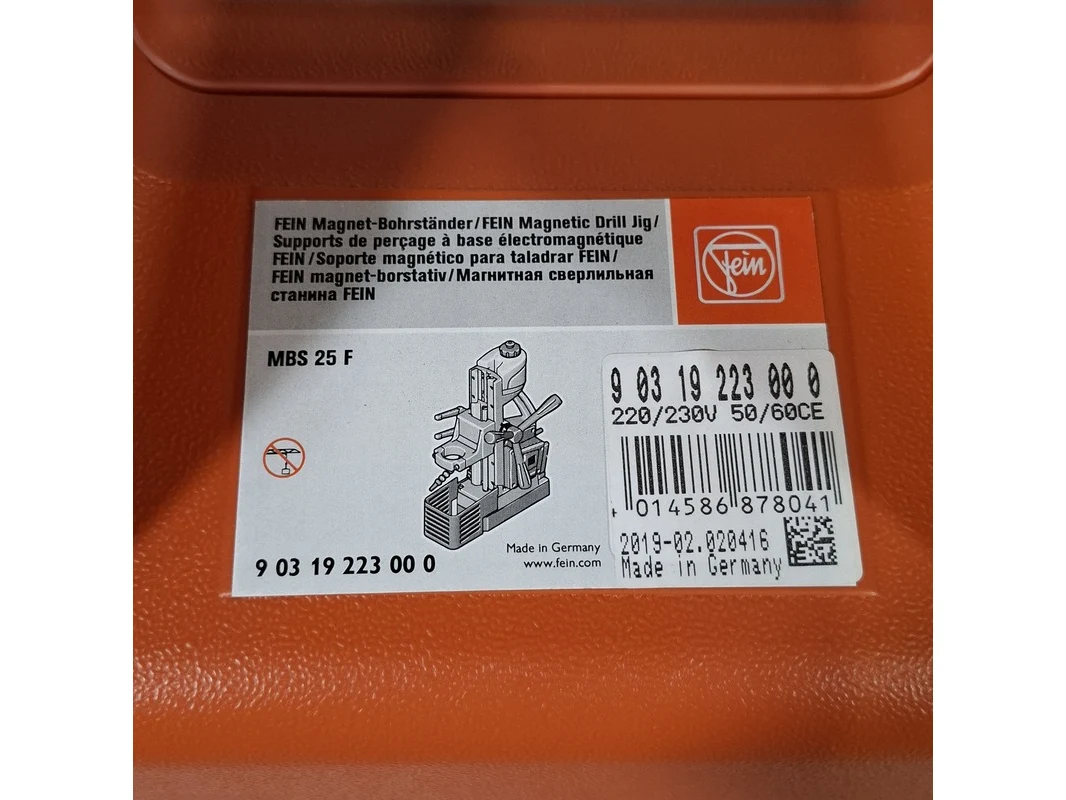 FEIN Magnet-Bohrständer/FEIN Magnetic Drill Jig/
Supports de perçage à base électromagnétique
FEIN/Soporte magnético para taladrar FEIN/
FEIN magnet-borstativ/Магнитная сверлильная
станина FEIN
Fein
MBS 25 F
9 03 19 223 00 0
220/230V 50/60CE
4 014586 878041
2019-02.020416
Made in Germany
Made in Germany
www.fein.com
9 03 19 223 00 0